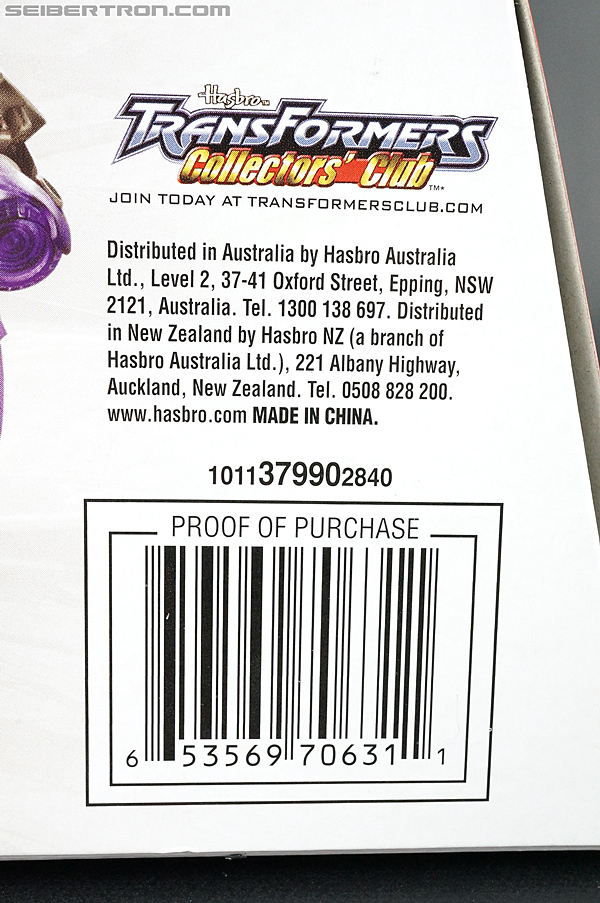 SEIBERTRON.COM
Hasbro™
TRANSFORMERS
Collectors' Club
™*
JOIN TODAY AT TRANSFORMERSCLUB.COM
Distributed in Australia by Hasbro Australia
Ltd., Level 2, 37-41 Oxford Street, Epping, NSW
2121, Australia. Tel. 1300 138 697. Distributed
in New Zealand by Hasbro NZ (a branch of
Hasbro Australia Ltd.), 221 Albany Highway,
Auckland, New Zealand. Tel. 0508 828 200.
www.hasbro.com MADE IN CHINA.
1011379902840
PROOF OF PURCHASE
6 53569 70631 1